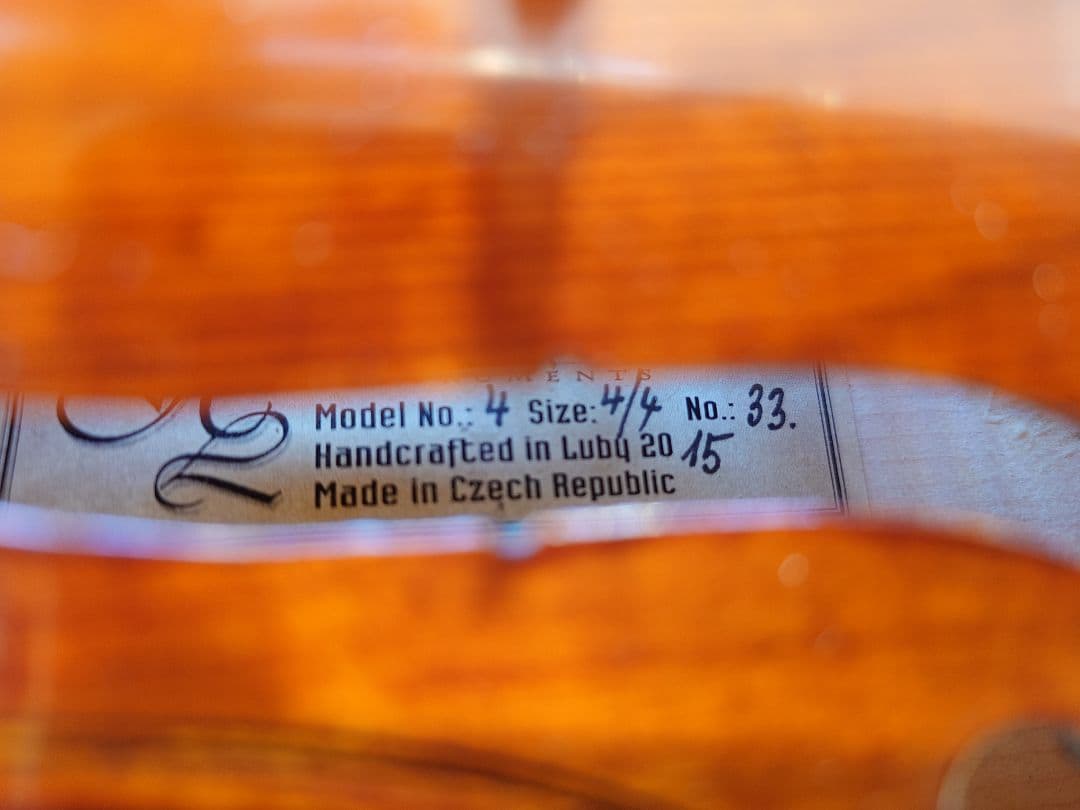 Model No.: 4 Size: 4/4 No.: 33.
Handcrafted in Luby 2015
Made in Czech Republic